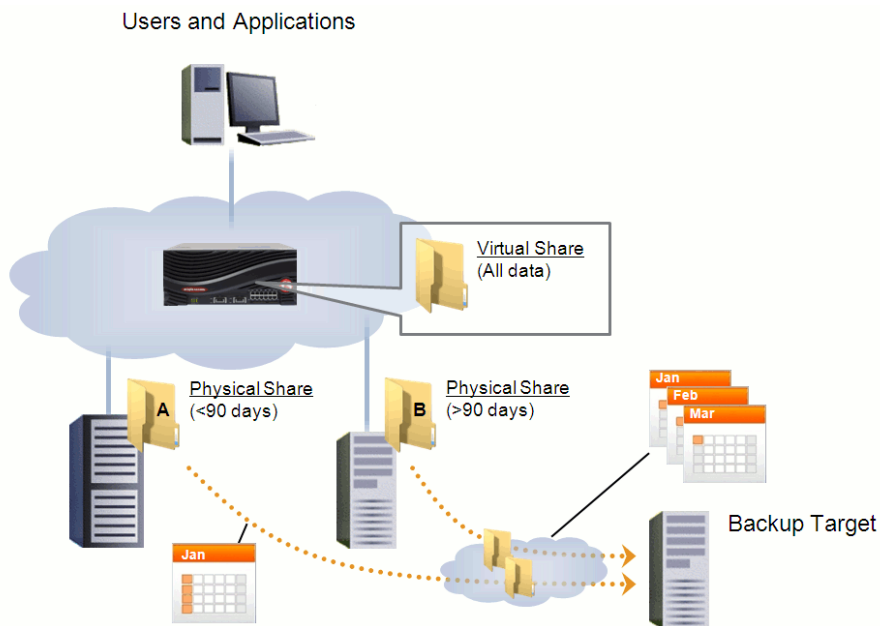 Users and Applications
Virtual Share
(All data)
A
Physical Share
(<90 days)
B
Physical Share
(>90 days)
Jan
Feb
Mar
Backup Target
Jan